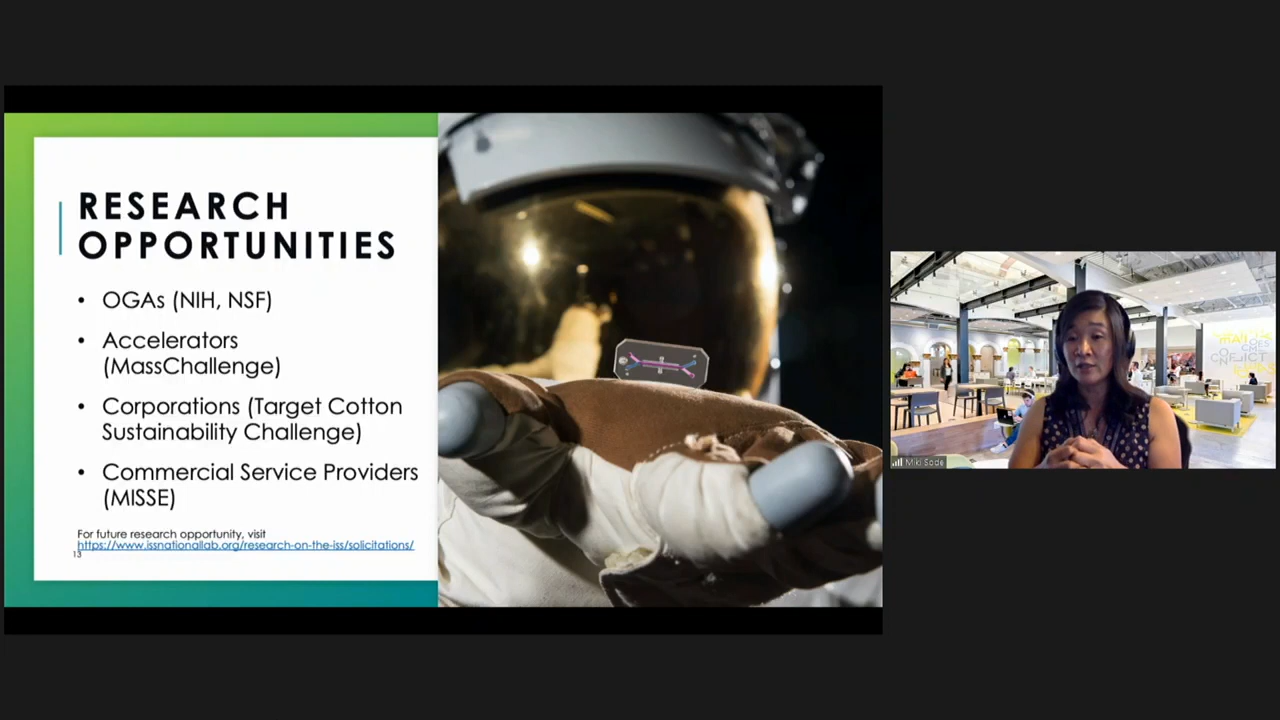 RESEARCH
OPPORTUNITIES
• OGAs (NIH, NSF)
• Accelerators
(MassChallenge)
• Corporations (Target Cotton
Sustainability Challenge)
• Commercial Service Providers
(MISSE)
For future research opportunity, visit
https://www.issnationallab.org/research-on-the-iss/solicitations/
13
Miki Sode